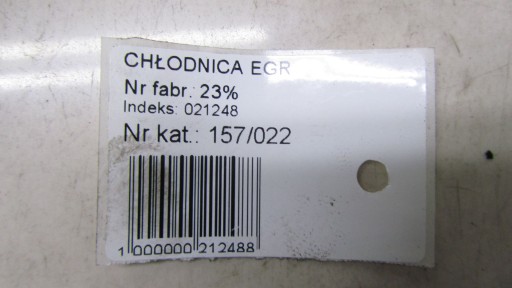 CHŁODNICA EGR
Nr fabr.: 23%
Indeks: 021248
Nr kat.: 157/022
1 000000 212488